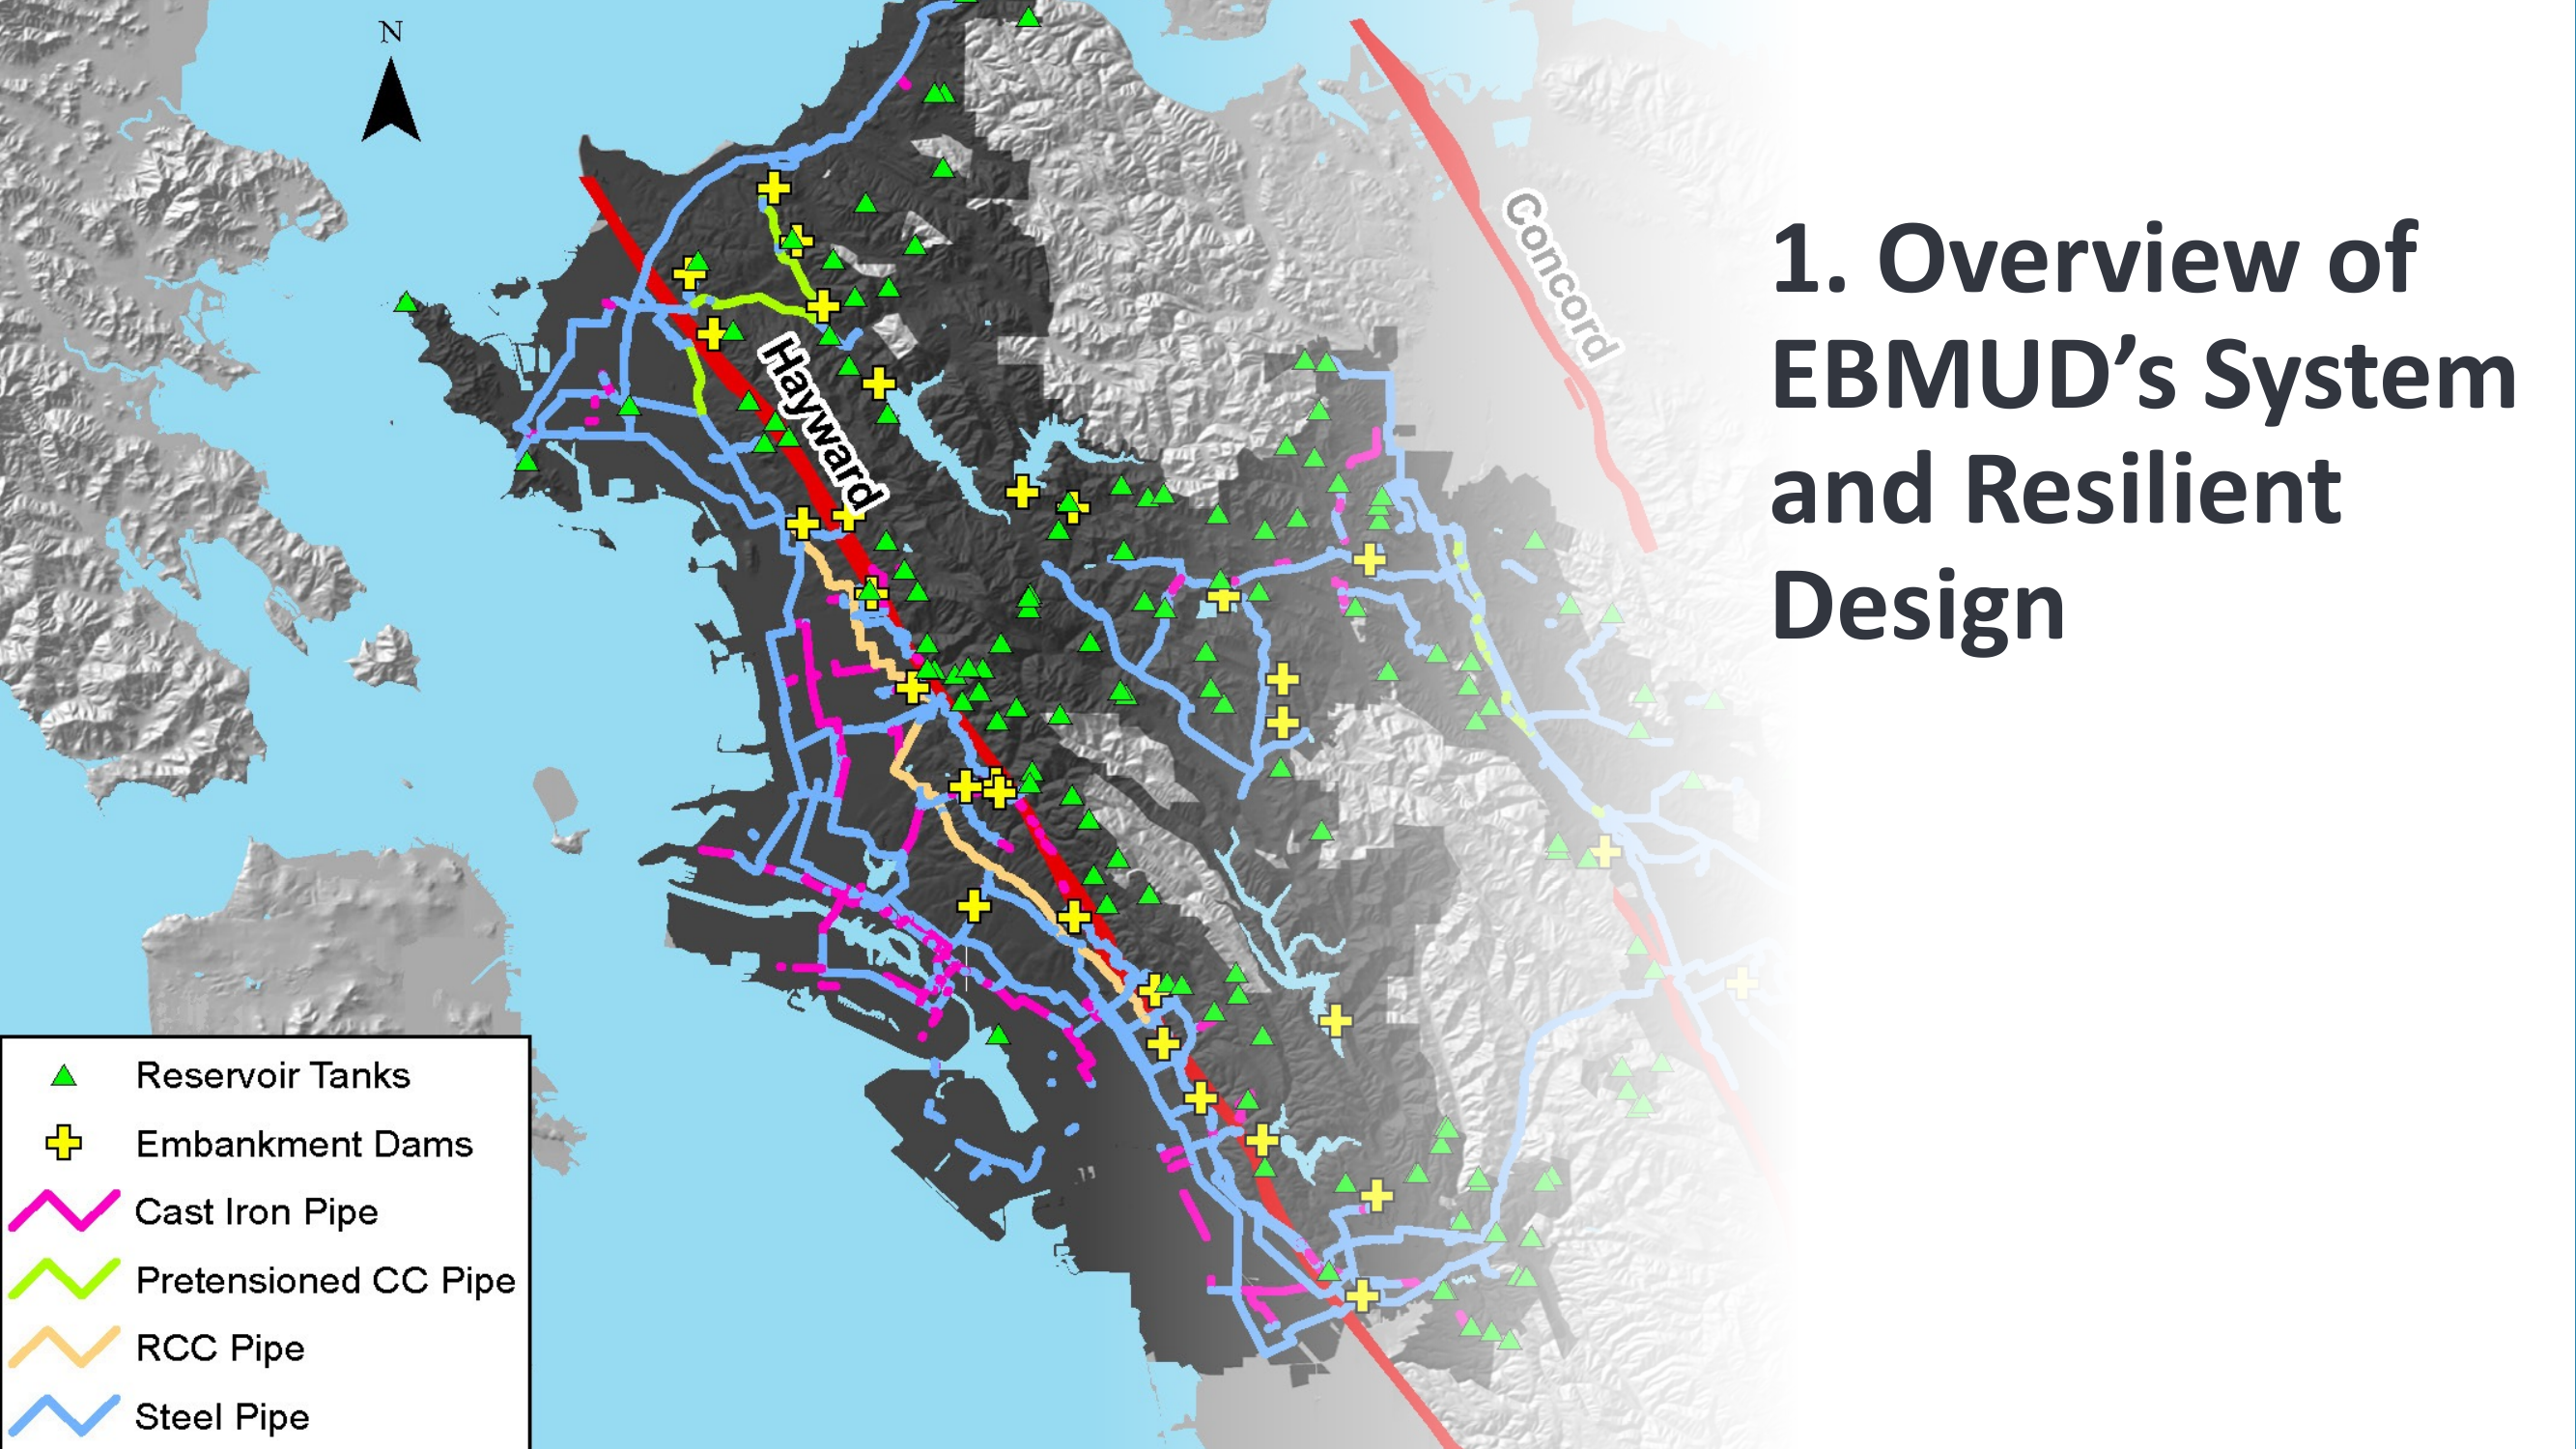 N
Concord
Hayward
1. Overview of
EBMUD’s System
and Resilient
Design
Reservoir Tanks
Embankment Dams
Cast Iron Pipe
Pretensioned CC Pipe
RCC Pipe
Steel Pipe